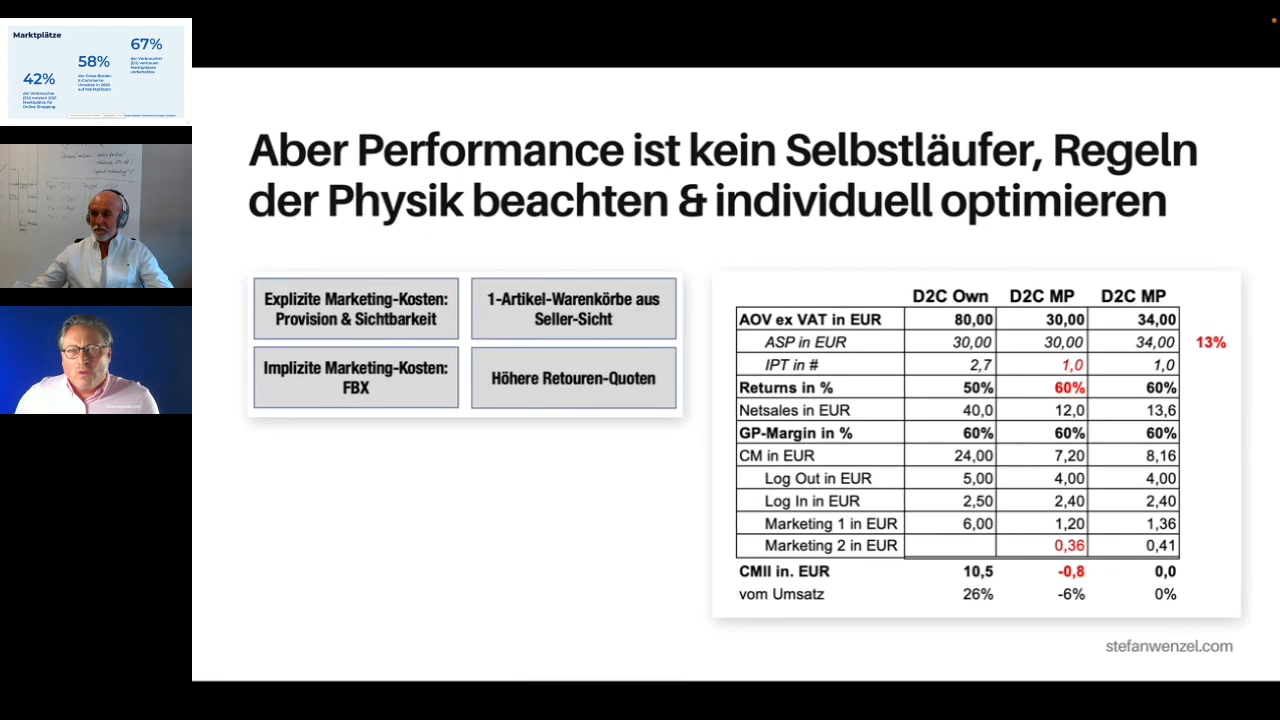 Marktplätze
67%
der Verbraucher
(EU) vertrauen
Marktplätzen
vorbehaltlos
58%
der Cross-Border
E-Commerce
Umsätze in 2020
auf Marktplätzen
42%
der Verbraucher
(EU) nutzten 2021
Marktplätze für
Online Shopping
Aber Performance ist kein Selbstläufer, Regeln
der Physik beachten & individuell optimieren
Explizite Marketing-Kosten:
Provision & Sichtbarkeit
1-Artikel-Warenkörbe aus
Seller-Sicht
Implizite Marketing-Kosten:
FBX
Höhere Retouren-Quoten
D2C Own D2C MP D2C MP
AOV ex VAT in EUR 80,00 30,00 34,00
ASP in EUR 30,00 30,00 34,00 13%
IPT in # 2,7 1,0 1,0
Returns in % 50% 60% 60%
Netsales in EUR 40,0 12,0 13,6
GP-Margin in % 60% 60% 60%
CM in EUR 24,00 7,20 8,16
Log Out in EUR 5,00 4,00 4,00
Log In in EUR 2,50 2,40 2,40
Marketing 1 in EUR 6,00 1,20 1,36
Marketing 2 in EUR 0,36 0,41
CMII in. EUR 10,5 -0,8 0,0
vom Umsatz 26% -6% 0%
stefanwenzel.com